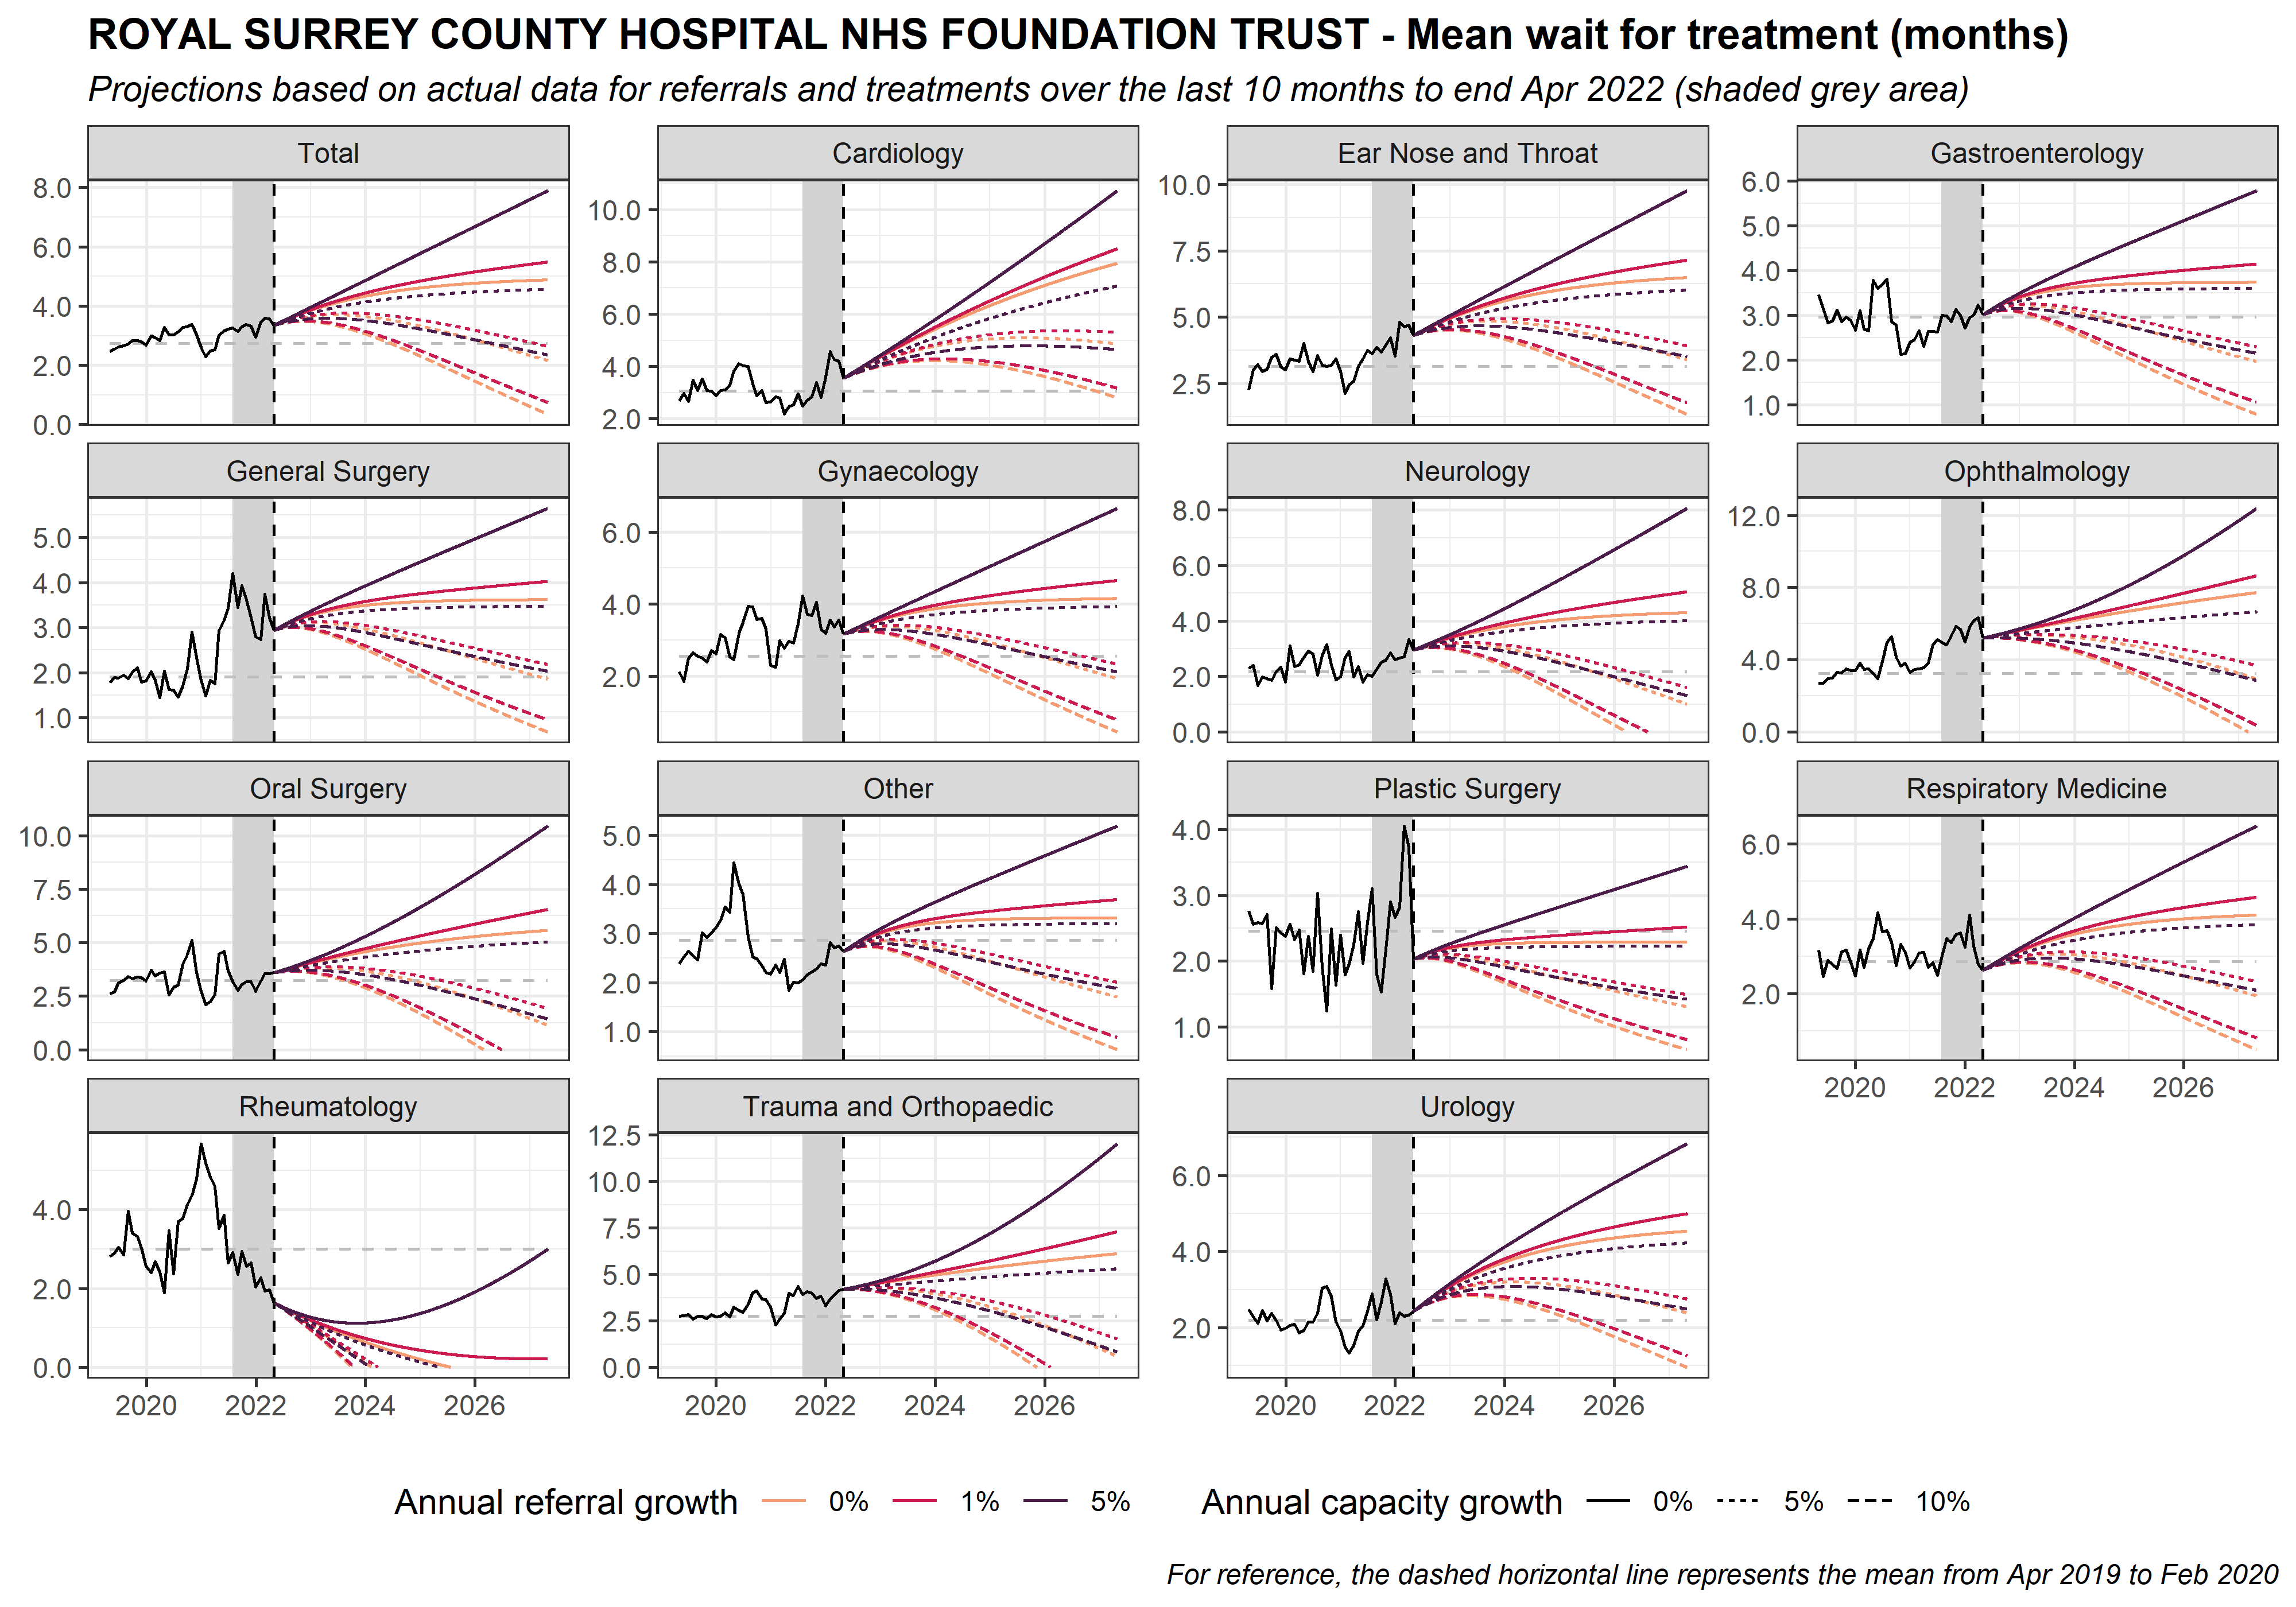 ROYAL SURREY COUNTY HOSPITAL NHS FOUNDATION TRUST - Mean wait for treatment (months)
Projections based on actual data for referrals and treatments over the last 10 months to end Apr 2022 (shaded grey area)
Total
8.0
6.0
4.0
2.0
0.0
Cardiology
10.0
8.0
6.0
4.0
2.0
Ear Nose and Throat
10.0
7.5
5.0
2.5
Gastroenterology
6.0
5.0
4.0
3.0
2.0
1.0
General Surgery
5.0
4.0
3.0
2.0
1.0
Gynaecology
6.0
4.0
2.0
Neurology
8.0
6.0
4.0
2.0
0.0
Ophthalmology
12.0
8.0
4.0
0.0
Oral Surgery
10.0
7.5
5.0
2.5
0.0
Other
5.0
4.0
3.0
2.0
1.0
Plastic Surgery
4.0
3.0
2.0
1.0
Respiratory Medicine
6.0
4.0
2.0
2020 2022 2024 2026
Rheumatology
4.0
2.0
0.0
2020 2022 2024 2026
Trauma and Orthopaedic
12.5
10.0
7.5
5.0
2.5
0.0
2020 2022 2024 2026
Urology
6.0
4.0
2.0
2020 2022 2024 2026
Annual referral growth 0% 1% 5% Annual capacity growth 0% 5% 10%
For reference, the dashed horizontal line represents the mean from Apr 2019 to Feb 2020